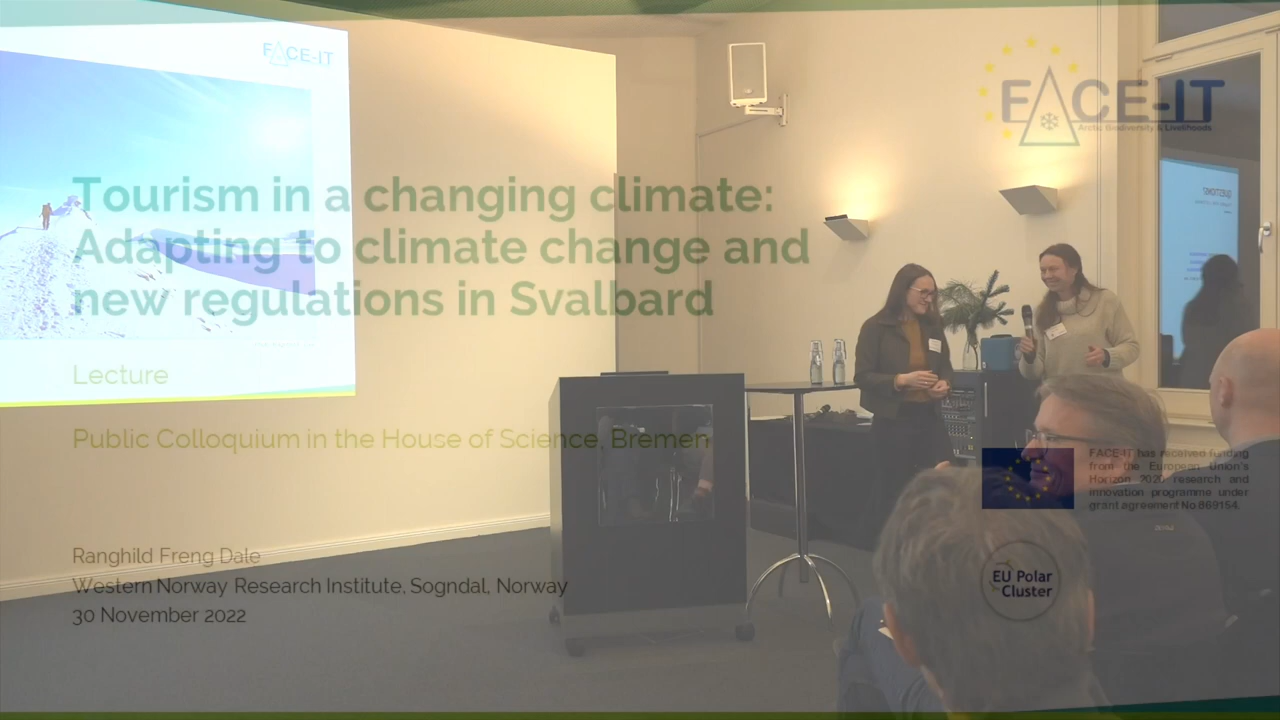 FACE-IT
FACE-IT
Arctic Biodiversity & Livelihoods
Tourism in a changing climate:
Adapting to climate change and
new regulations in Svalbard
Lecture
Public Colloquium in the House of Science, Bremen
FACE-IT has received funding
from the European Union's
Horizon 2020 research and
innovation programme under
grant agreement No 869154.
Ranghild Freng Dale
Western Norway Research Institute, Sogndal, Norway
30 November 2022
EU Polar
Cluster